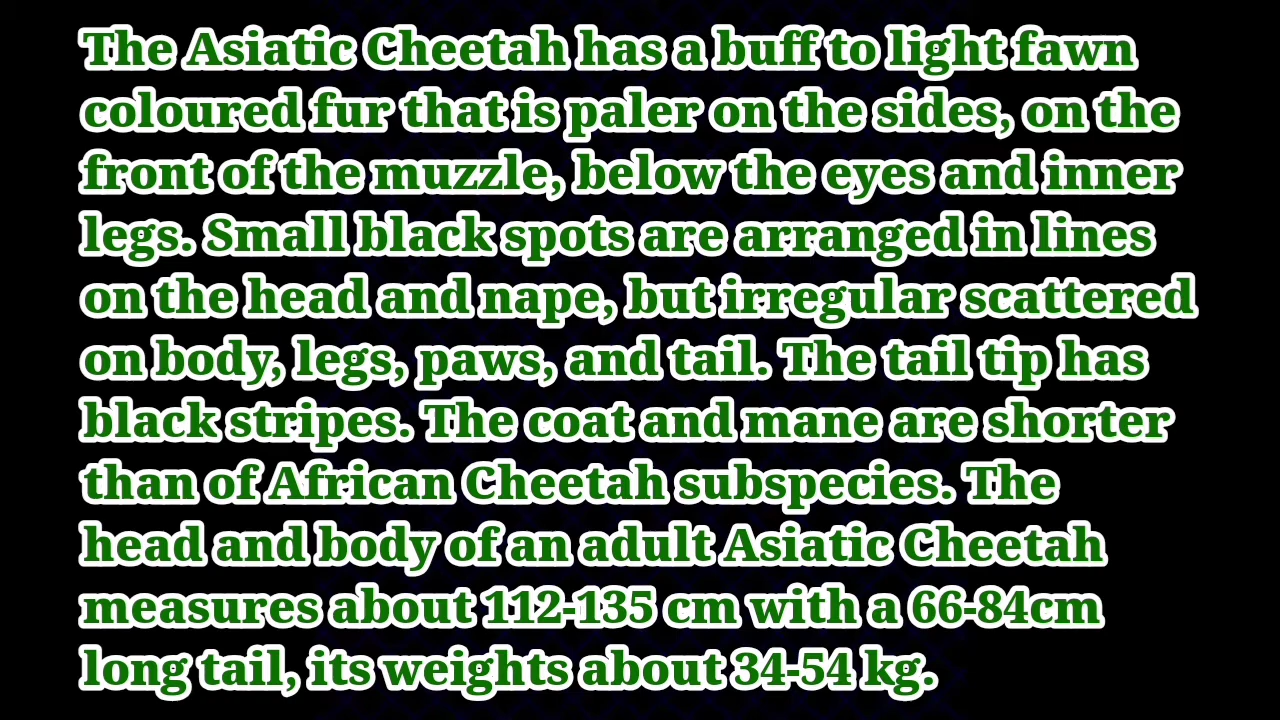 The Asiatic Cheetah has a buff to light fawn
coloured fur that is paler on the sides, on the
front of the muzzle, below the eyes and inner
legs. Small black spots are arranged in lines
on the head and nape, but irregular scattered
on body, legs, paws, and tail. The tail tip has
black stripes. The coat and mane are shorter
than of African Cheetah subspecies. The
head and body of an adult Asiatic Cheetah
measures about 112-135 cm with a 66-84cm
long tail, its weights about 34-54 kg.